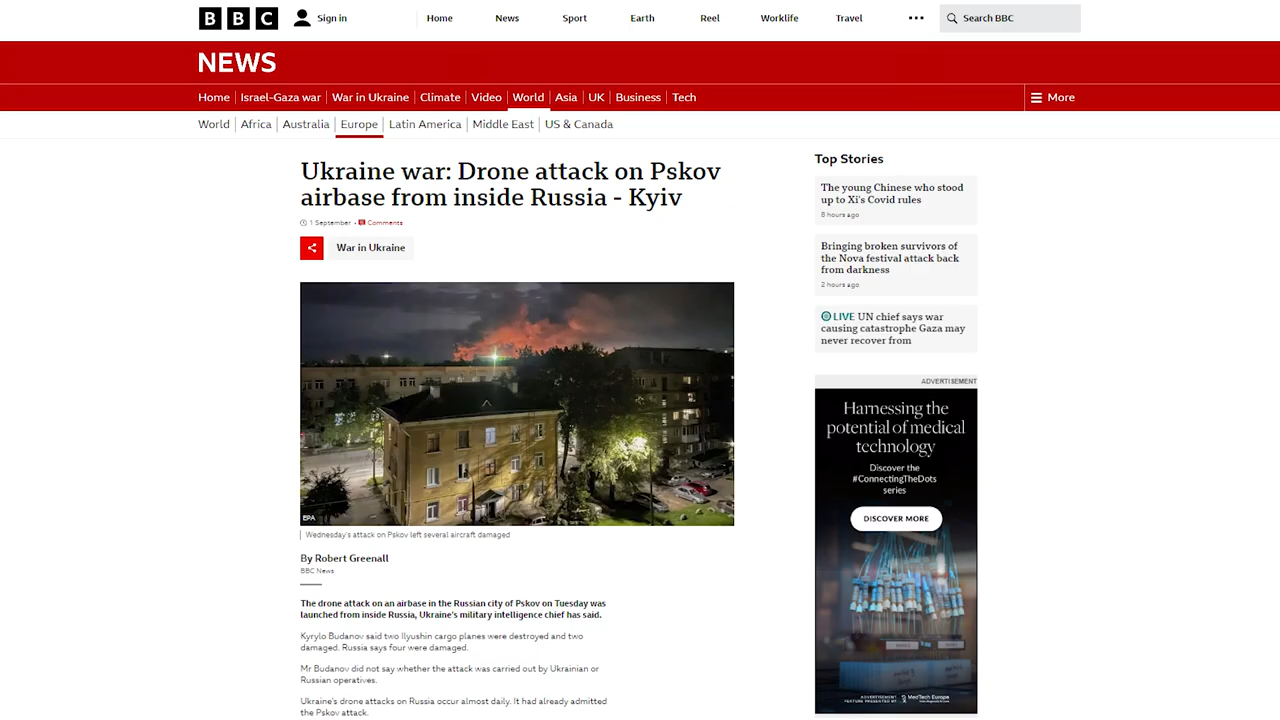 BBC
Sign in
Home
News
Sport
Earth
Reel
Worklife
Travel
Search BBC
NEWS
Home
Israel-Gaza war
War in Ukraine
Climate
Video
World
Asia
UK
Business
Tech
More
World
Africa
Australia
Europe
Latin America
Middle East
US & Canada
Ukraine war: Drone attack on Pskov
airbase from inside Russia - Kyiv
1 September
Comments
War in Ukraine
EPA
Wednesday's attack on Pskov left several aircraft damaged
By Robert Greenall
BBC News
The drone attack on an airbase in the Russian city of Pskov on Tuesday was
launched from inside Russia, Ukraine's military intelligence chief has said.
Kyrylo Budanov said two Ilyushin cargo planes were destroyed and two
damaged. Russia says four were damaged.
Mr Budanov did not say whether the attack was carried out by Ukrainian or
Russian operatives.
Ukraine's drone attacks on Russia occur almost daily. It had already admitted
the Pskov attack.
Top Stories
The young Chinese who stood
up to Xi's Covid rules
8 hours ago
Bringing broken survivors of
the Nova festival attack back
from darkness
2 hours ago
LIVE UN chief says war
causing catastrophe Gaza may
never recover from
ADVERTISEMENT
Harnessing the
potential of medical
technology
Discover the
#ConnectingTheDots
series
DISCOVER MORE
ADVERTISEMENT
FEATURE PRESENTED BY
MedTech Europe